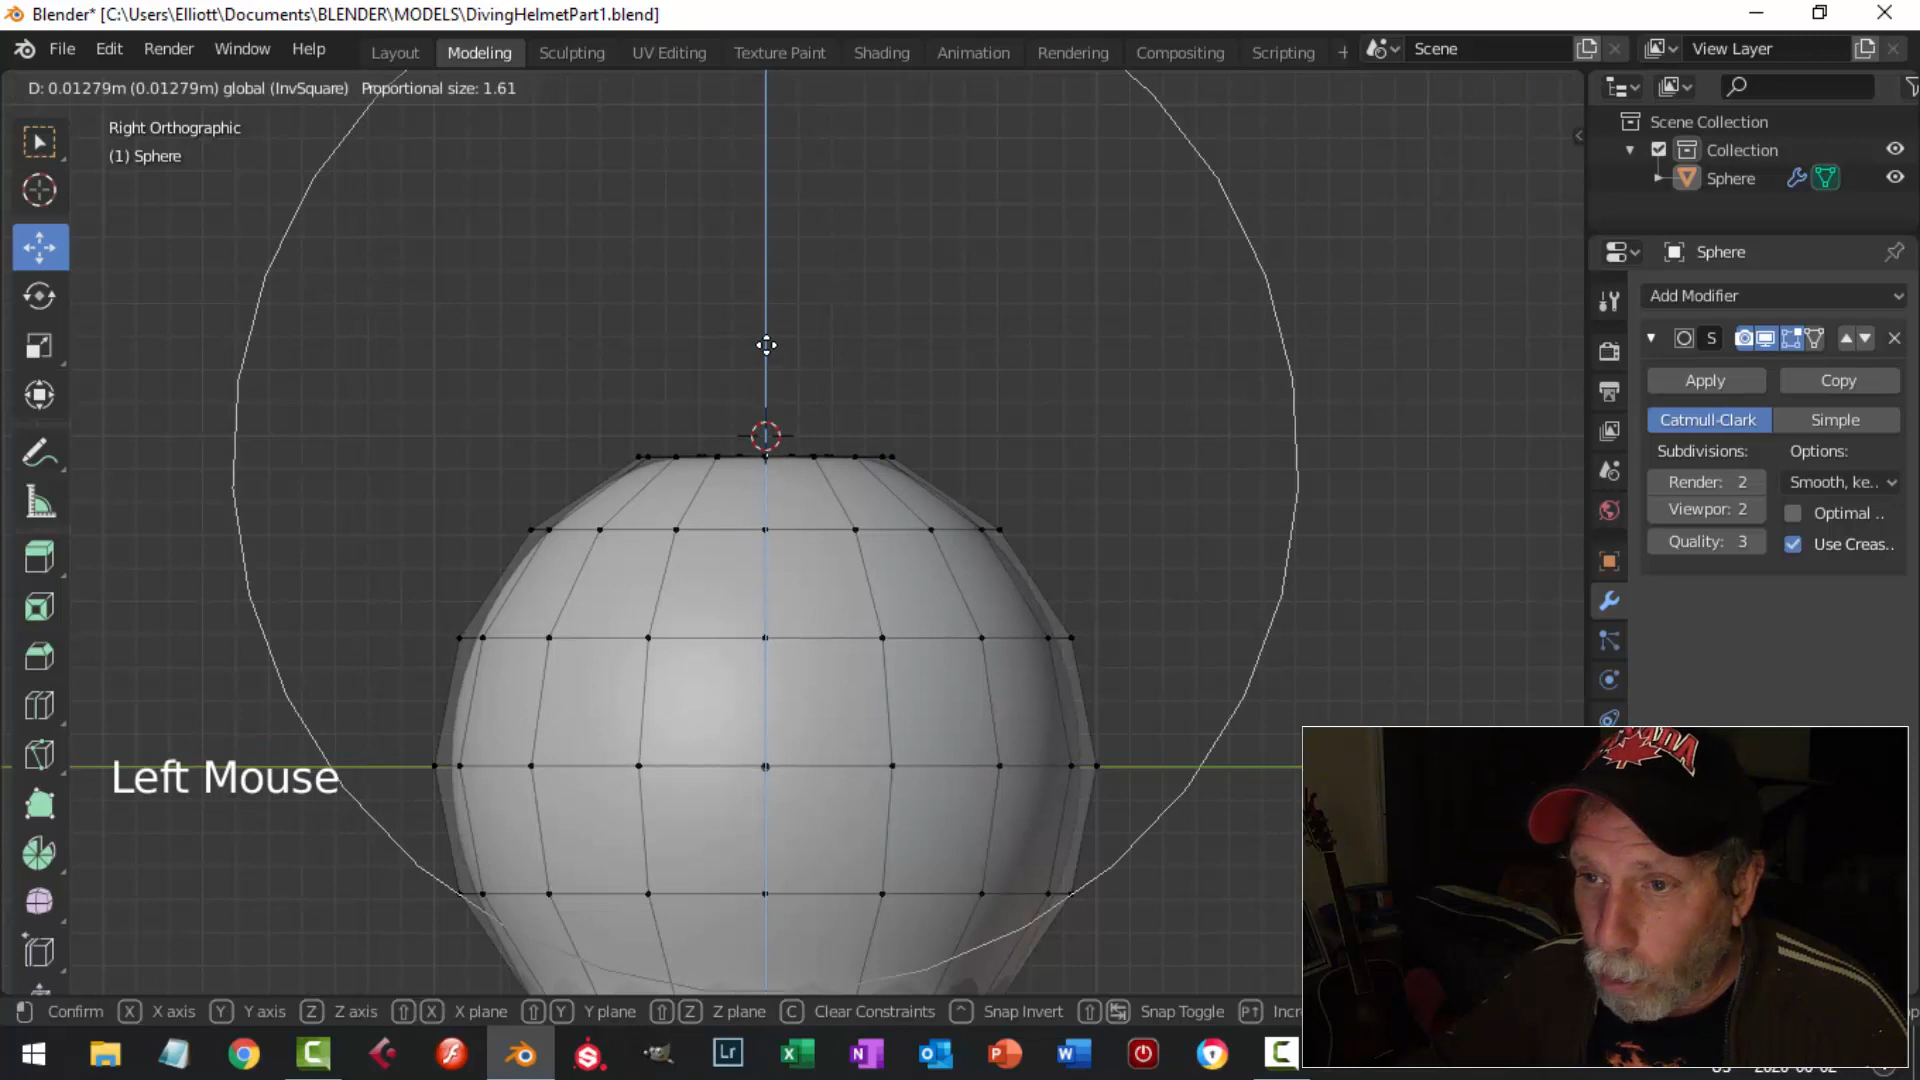 Blender* [C:\Users\Elliott\Documents\BLENDER\MODELS\DivingHelmetPart1.blend]
File Edit Render Window Help Layout Modeling Sculpting UV Editing Texture Paint Shading Animation Rendering Compositing Scripting + Scene View Layer
D: 0.01279m (0.01279m) global (InvSquare) Proportional size: 1.61
Right Orthographic
(1) Sphere
Scene Collection
Collection
Sphere
Sphere
Add Modifier
S
Apply Copy
Catmull-Clark Simple
Subdivisions: Options:
Render: 2 Smooth, ke..
Viewpor: 2 Optimal ..
Quality: 3 Use Creas..
Left Mouse
CANADA
Confirm X X axis Y Y axis Z Z axis X X plane Y Y plane Z Z plane C Clear Constraints ^ Snap Invert Snap Toggle P↑
Lr